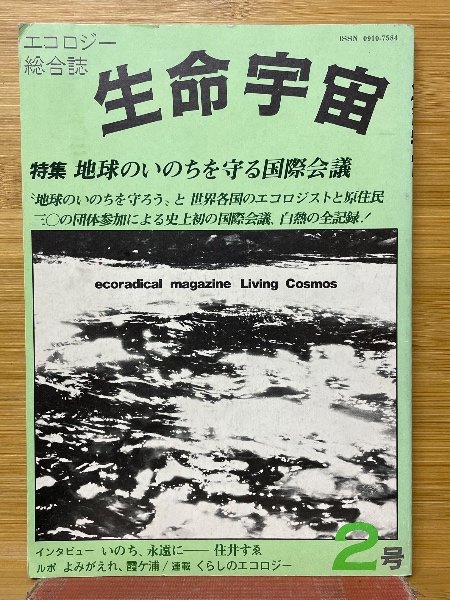 エコロジー
総合誌
ISSN 0910-7584
生命宇宙
特集 地球のいのちを守る国際会議
〝地球のいのちを守ろう〟と世界各国のエコロジストと原住民
三〇の団体参加による史上初の国際会議、白熱の全記録！
ecoradical magazine Living Cosmos
インタビュー いのち、永遠に――住井すゑ
ルポ よみがえれ、霞ケ浦/連載 くらしのエコロジー
2号